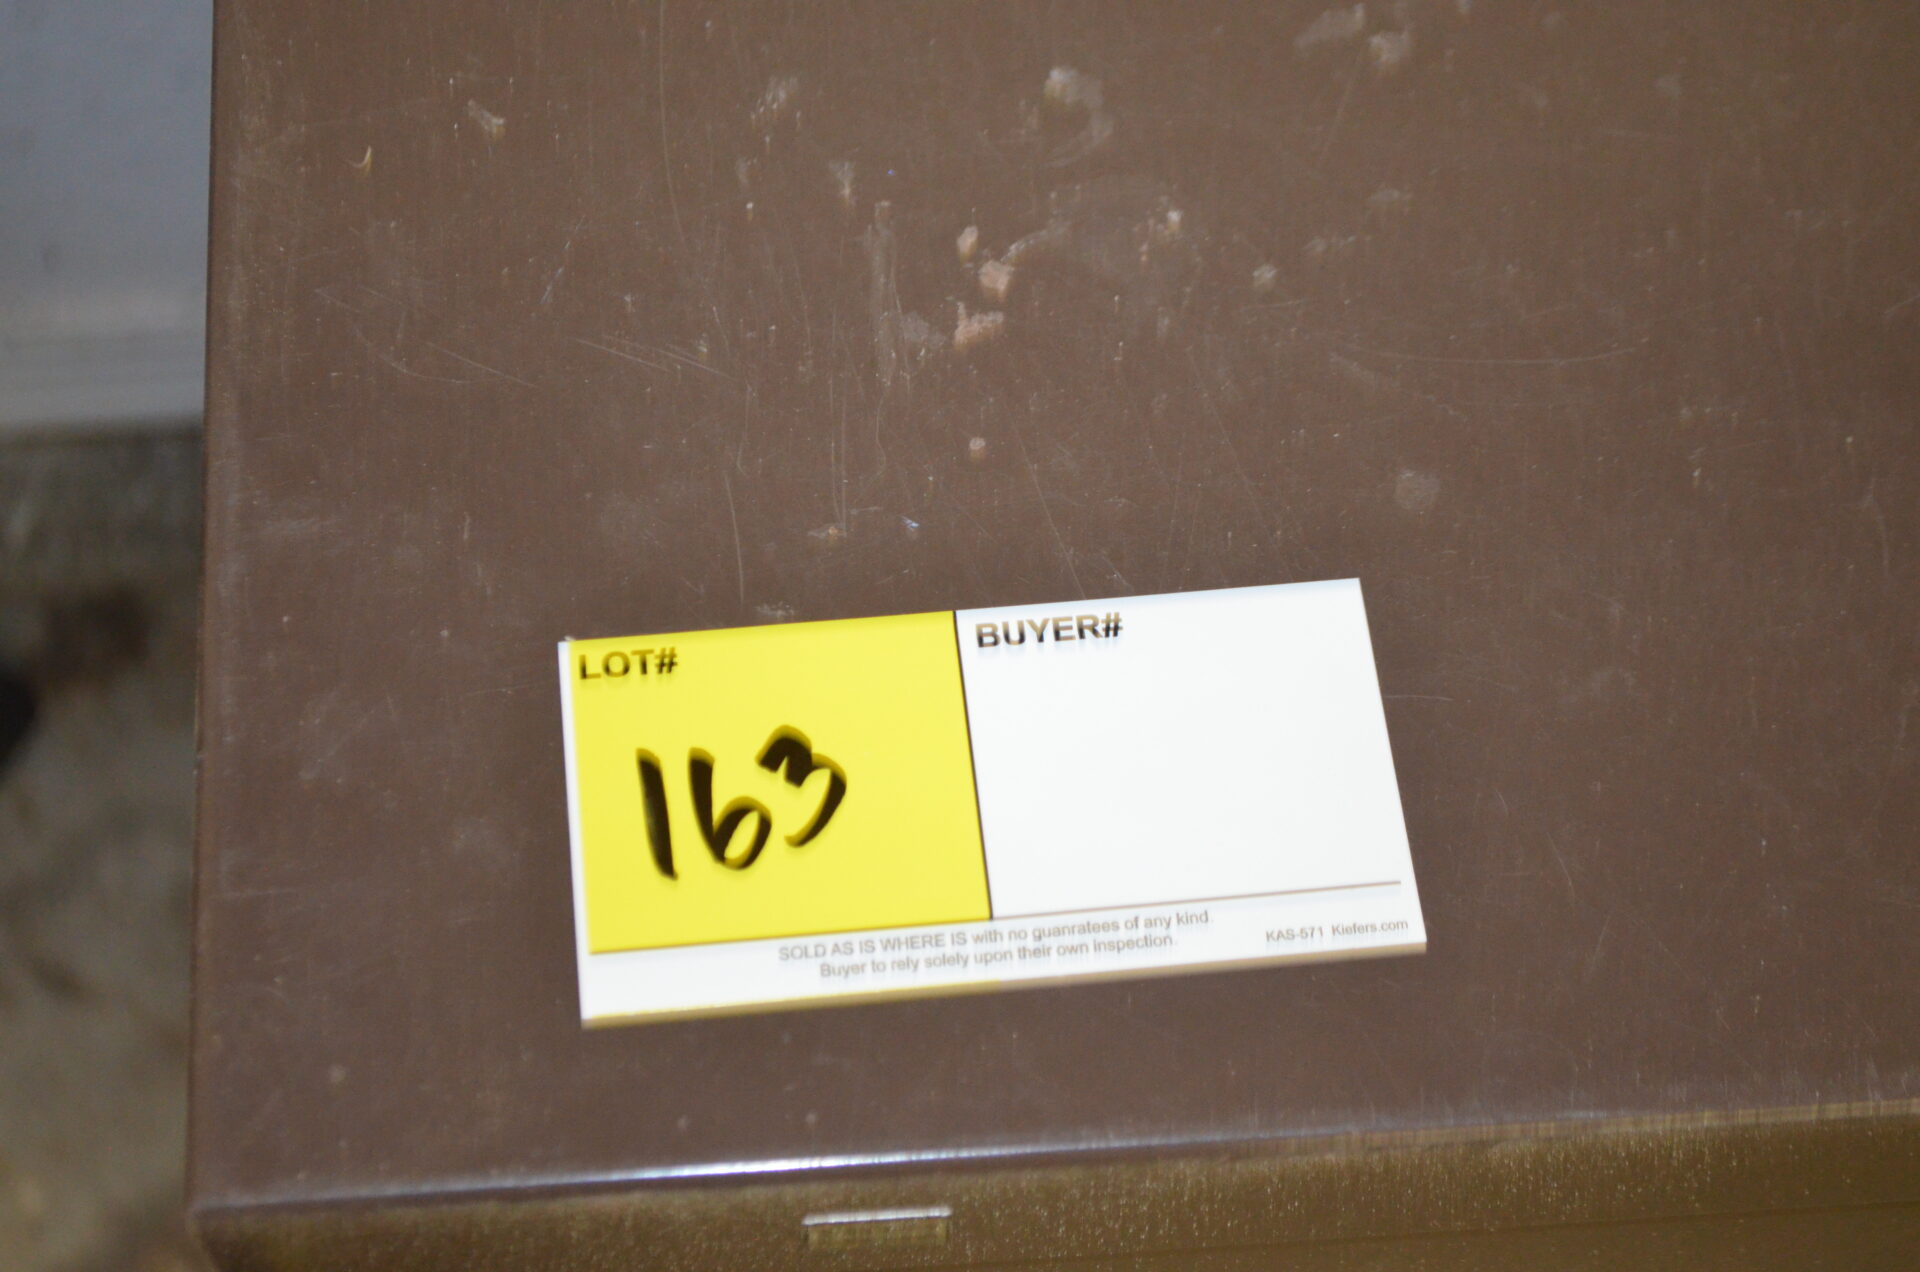 LOT#
BUYER#
163
SOLD AS IS WHERE IS with no guanratees of any kind.
Buyer to rely solely upon their own inspection.
KAS-571 Kiefers.com